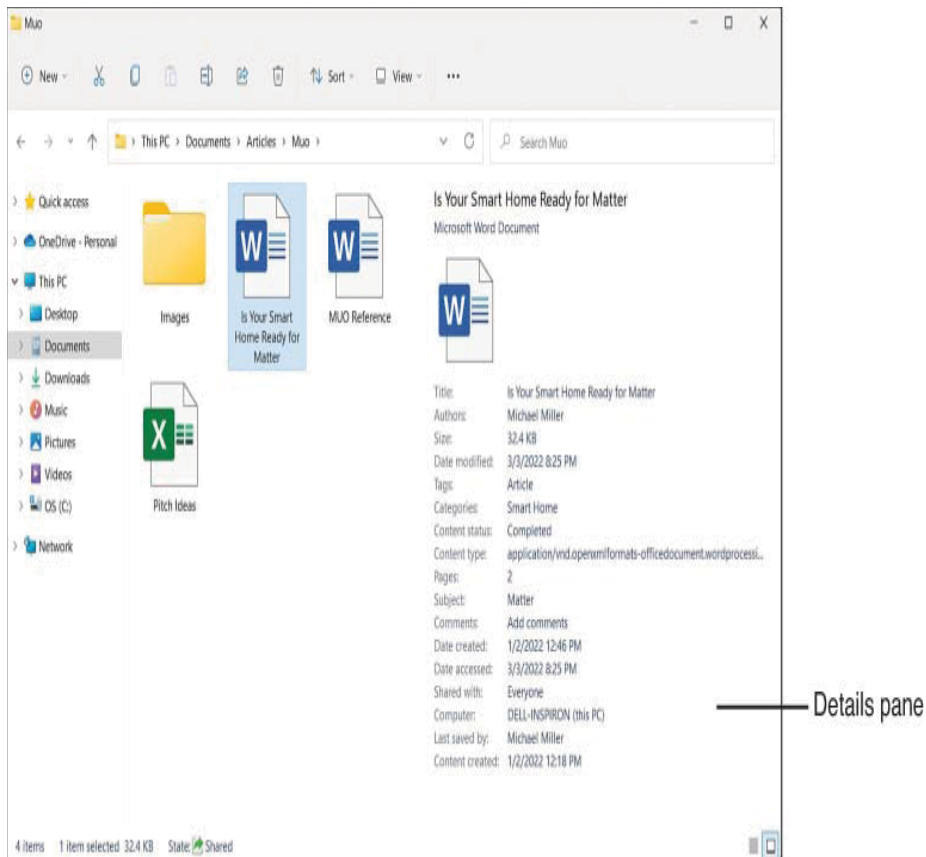 Muo
New
Sort
View
This PC > Documents > Articles > Muo >
Search Muo
Quick access
OneDrive - Personal
This PC
Desktop
Documents
Downloads
Music
Pictures
Videos
OS (C:)
Network
Images
Is Your Smart
Home Ready for
Matter
MUO Reference
Pitch Ideas
Is Your Smart Home Ready for Matter
Microsoft Word Document
Title: Is Your Smart Home Ready for Matter
Authors: Michael Miller
Size: 32.4 KB
Date modified: 3/3/2022 8:25 PM
Tags: Article
Categories: Smart Home
Content status: Completed
Content type: application/vnd.openxmlformats-officedocument.wordprocessi...
Pages: 2
Subject: Matter
Comments: Add comments
Date created: 1/2/2022 12:46 PM
Date accessed: 3/3/2022 8:25 PM
Shared with: Everyone
Computer: DELL-INSPIRON (this PC)
Last saved by: Michael Miller
Content created: 1/2/2022 12:18 PM
Details pane
4 items 1 item selected 32.4 KB State: Shared